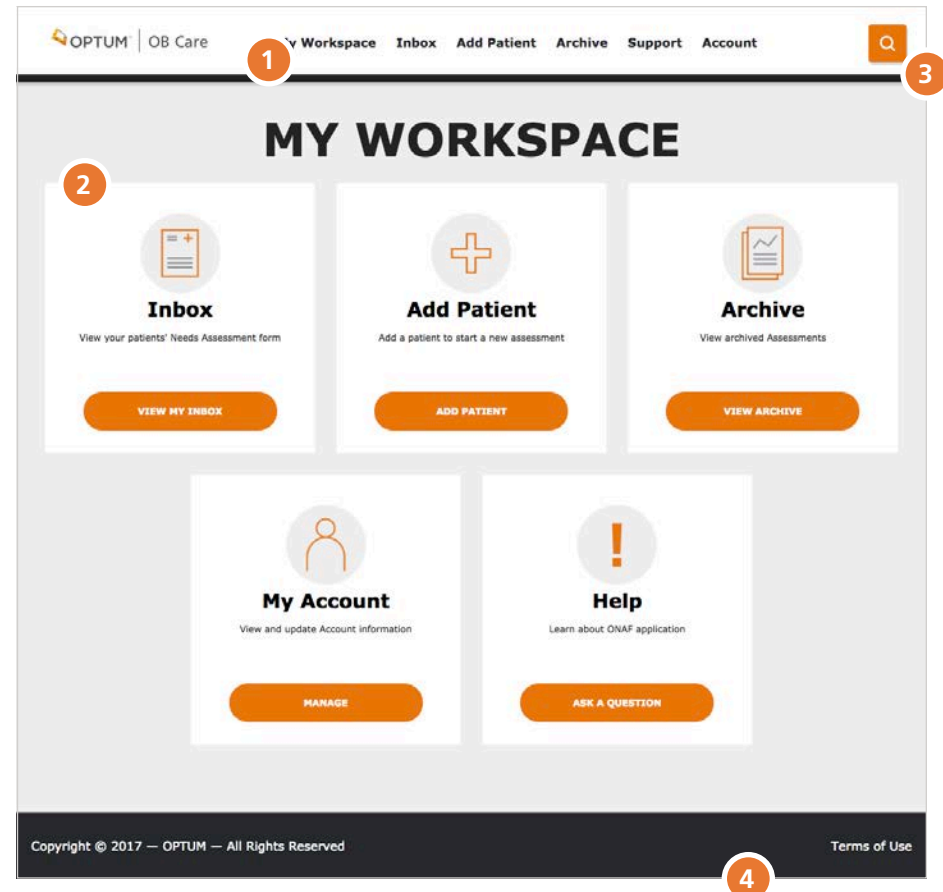 OPTUM® | OB Care
My Workspace Inbox Add Patient Archive Support Account
1
3
MY WORKSPACE
2
Inbox
View your patients' Needs Assessment form
VIEW MY INBOX
Add Patient
Add a patient to start a new assessment
ADD PATIENT
Archive
View archived Assessments
VIEW ARCHIVE
My Account
View and update Account information
MANAGE
!
Help
Learn about ONAF application
ASK A QUESTION
Copyright © 2017 — OPTUM — All Rights Reserved
Terms of Use
4